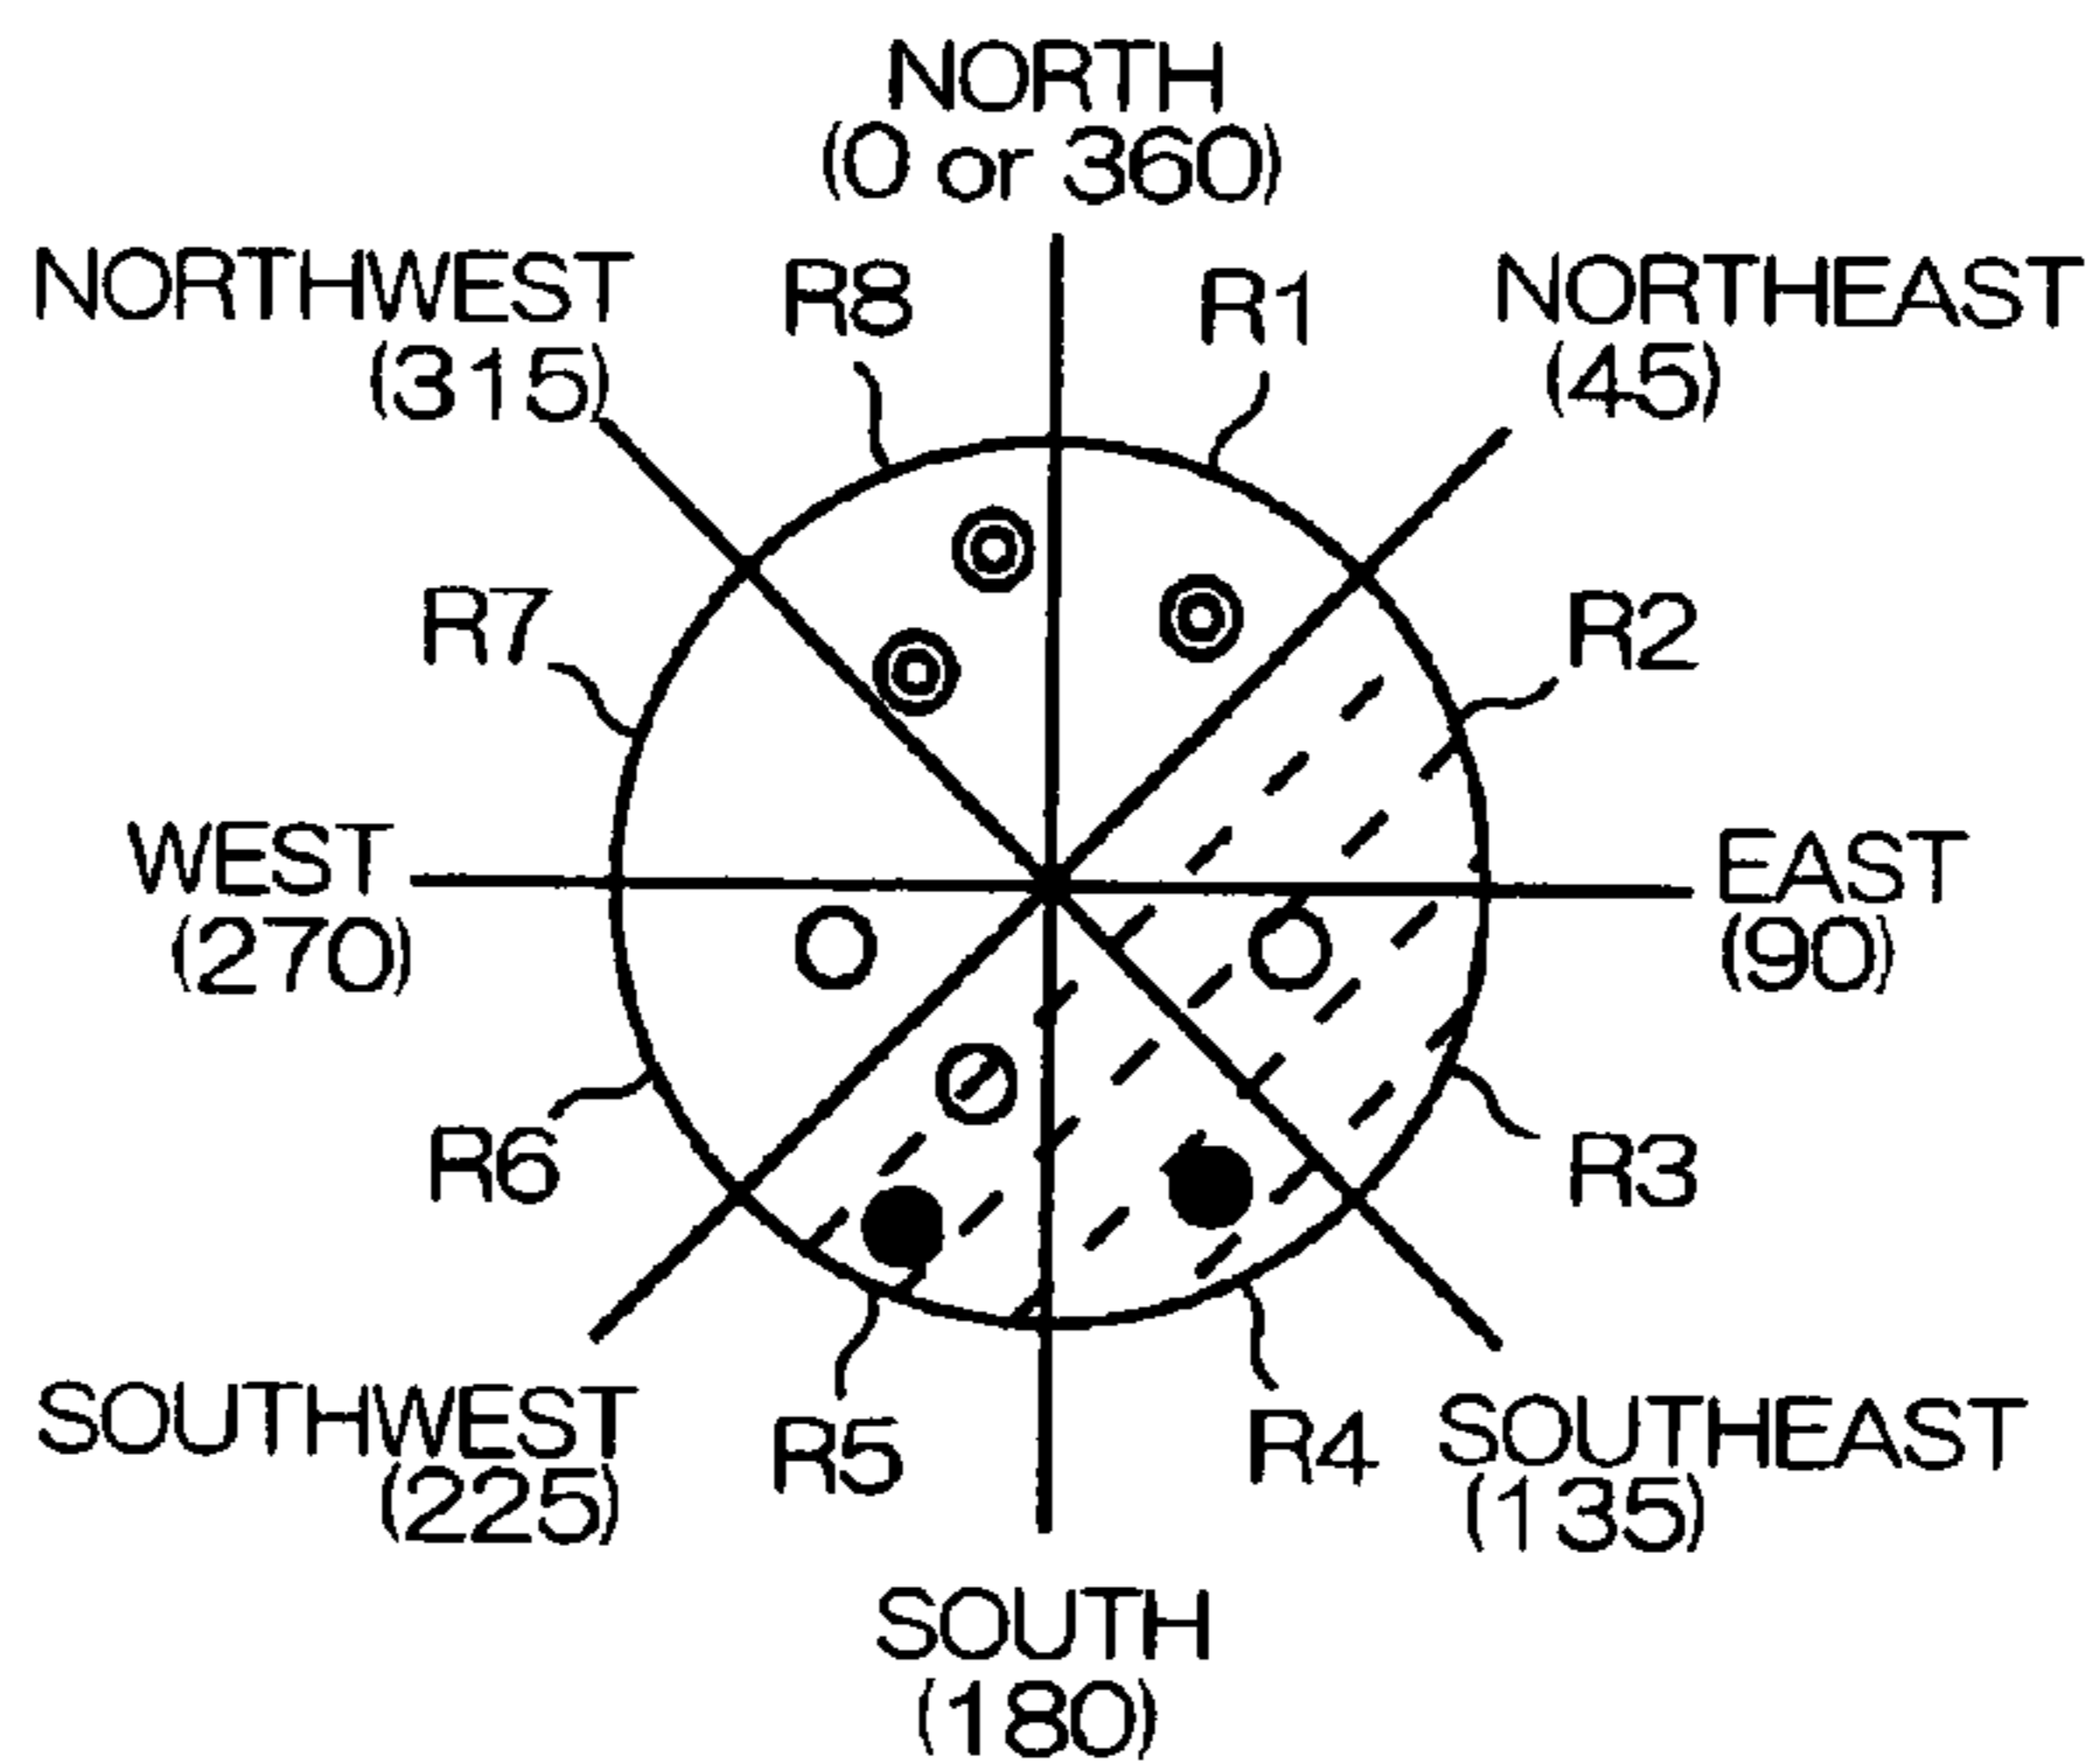 NORTH
(0 or 360)
NORTHWEST
(315)
R8
R1
NORTHEAST
(45)
R7
R2
WEST
(270)
EAST
(90)
R6
R3
SOUTHWEST
(225)
R5
R4
SOUTHEAST
(135)
SOUTH
(180)